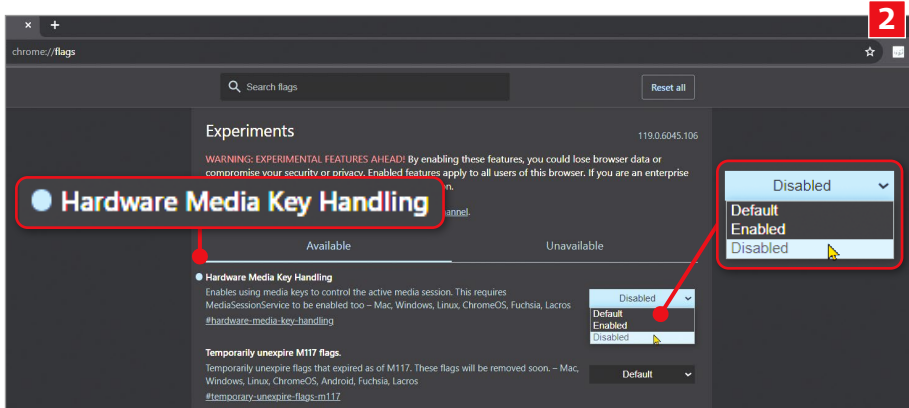 × +
2
chrome://flags
Search flags
Reset all
Experiments
119.0.6045.106
WARNING: EXPERIMENTAL FEATURES AHEAD! By enabling these features, you could lose browser data or
compromise your security or privacy. Enabled features apply to all users of this browser. If you are an enterprise
Hardware Media Key Handling
Disabled
Default
Enabled
Disabled
Available
Unavailable
Hardware Media Key Handling
Enables using media keys to control the active media session. This requires
MediaSessionService to be enabled too – Mac, Windows, Linux, ChromeOS, Fuchsia, Lacros
#hardware-media-key-handling
Disabled
Default
Enabled
Disabled
Temporarily unexpire M117 flags.
Temporarily unexpire flags that expired as of M117. These flags will be removed soon. – Mac,
Windows, Linux, ChromeOS, Android, Fuchsia, Lacros
#temporary-unexpire-flags-m117
Default